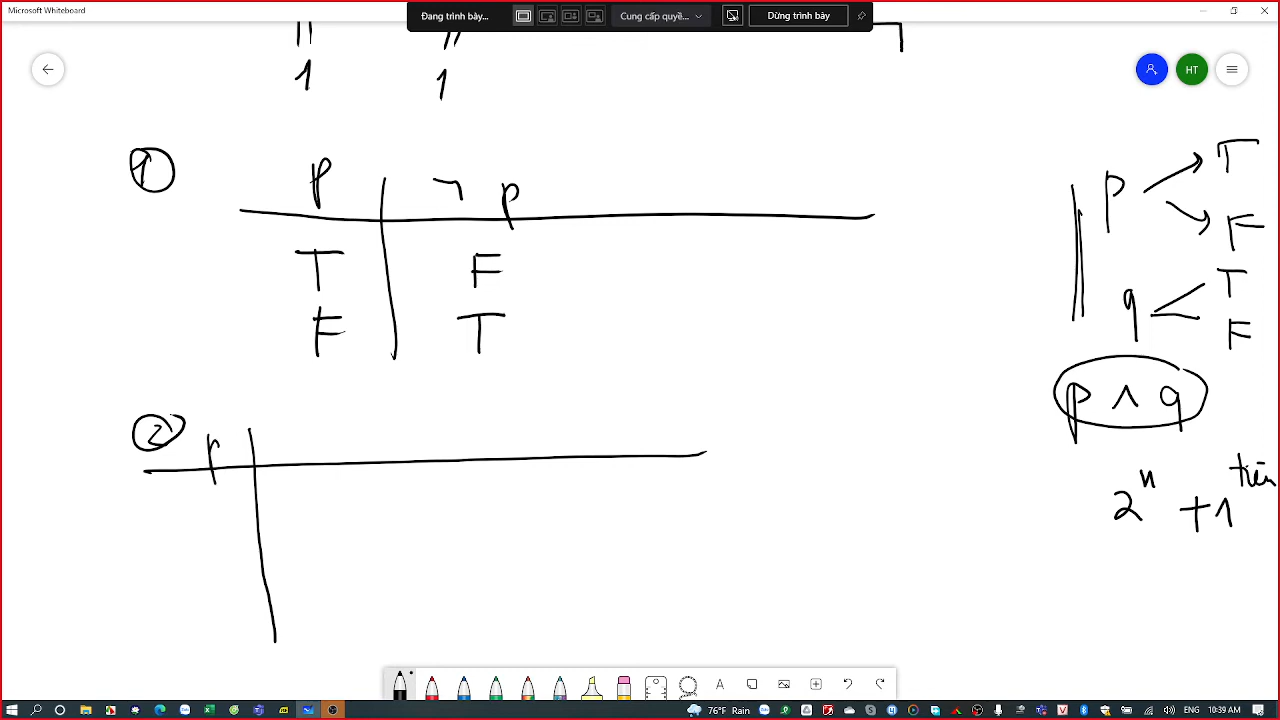 Microsoft Whiteboard
Đang trình bày...
Cung cấp quyề...
Dừng trình bày
HT
1 1
1
p ¬ p
T F
F T
p T
F
q T
F
p ∧ q
2
p
2ⁿ + 1
A
76°F Rain
ENG 10:39 AM